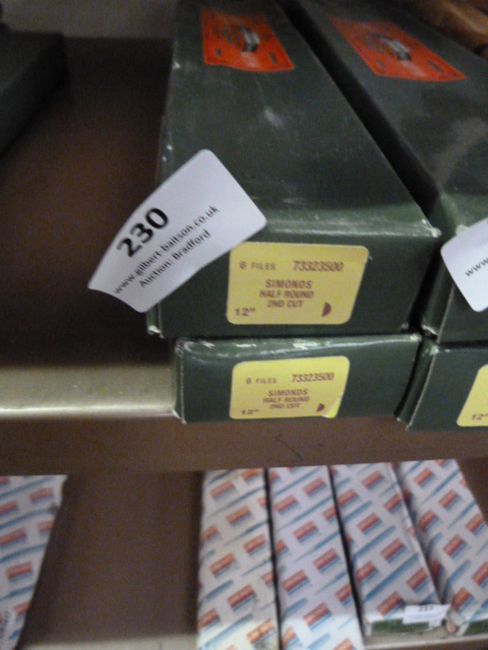 230
www.gilbert-baitson.co.uk
Auction: Bradford
6 FILES 73323500
SIMONDS
HALF ROUND
2ND CUT
12"
6 FILES 73323500
SIMONDS
HALF ROUND
2ND CUT
12"
12"